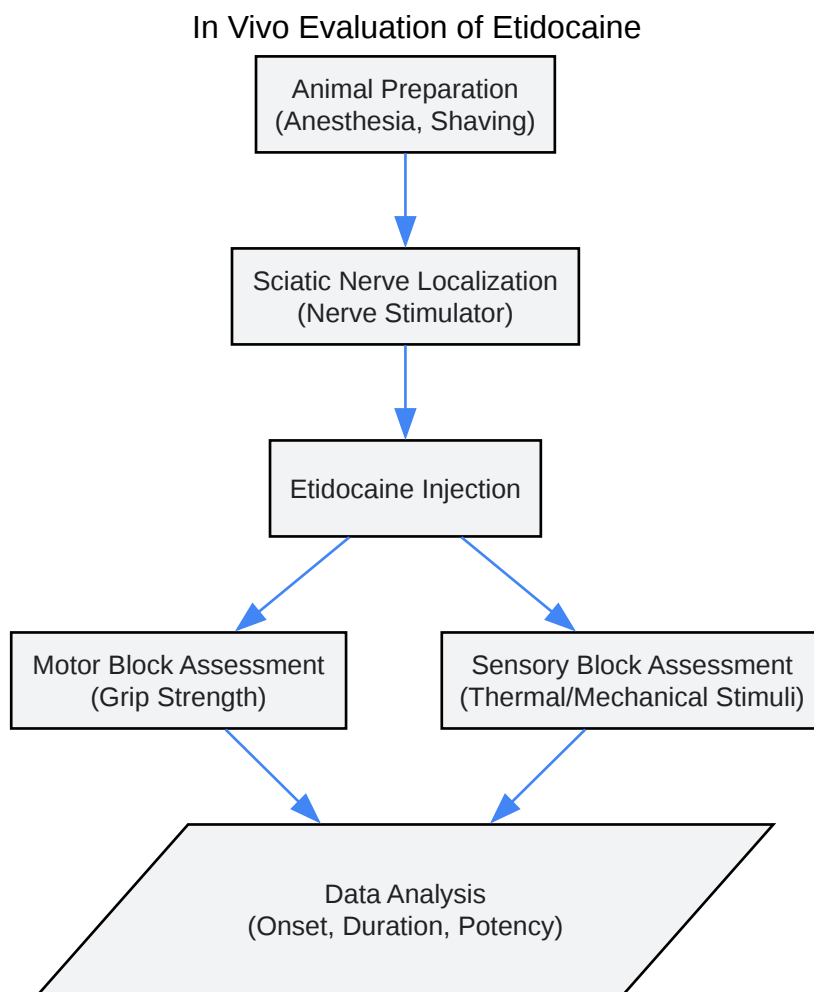 In Vivo Evaluation of Etidocaine
Animal Preparation
(Anesthesia, Shaving)
Sciatic Nerve Localization
(Nerve Stimulator)
Etidocaine Injection
Motor Block Assessment
(Grip Strength)
Sensory Block Assessment
(Thermal/Mechanical Stimuli)
Data Analysis
(Onset, Duration, Potency)